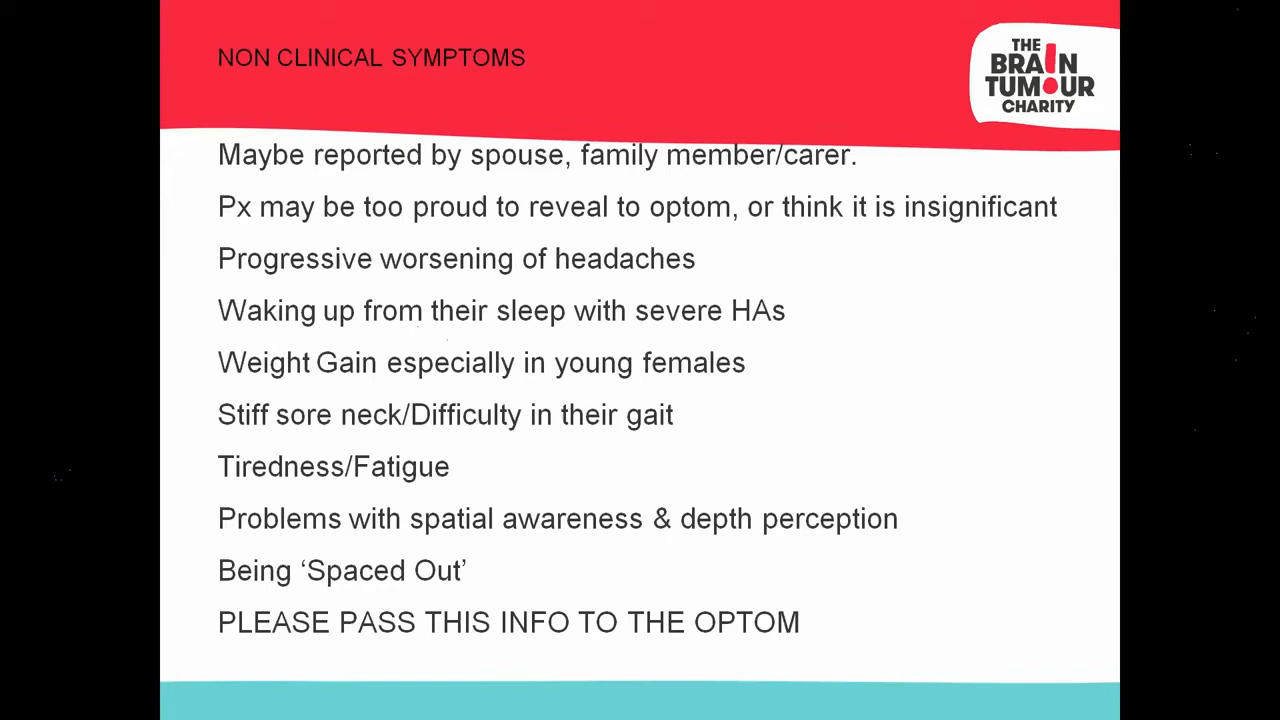 NON CLINICAL SYMPTOMS
THE
BRAIN
TUMOUR
CHARITY
Maybe reported by spouse, family member/carer.
Px may be too proud to reveal to optom, or think it is insignificant
Progressive worsening of headaches
Waking up from their sleep with severe HAs
Weight Gain especially in young females
Stiff sore neck/Difficulty in their gait
Tiredness/Fatigue
Problems with spatial awareness & depth perception
Being ‘Spaced Out’
PLEASE PASS THIS INFO TO THE OPTOM